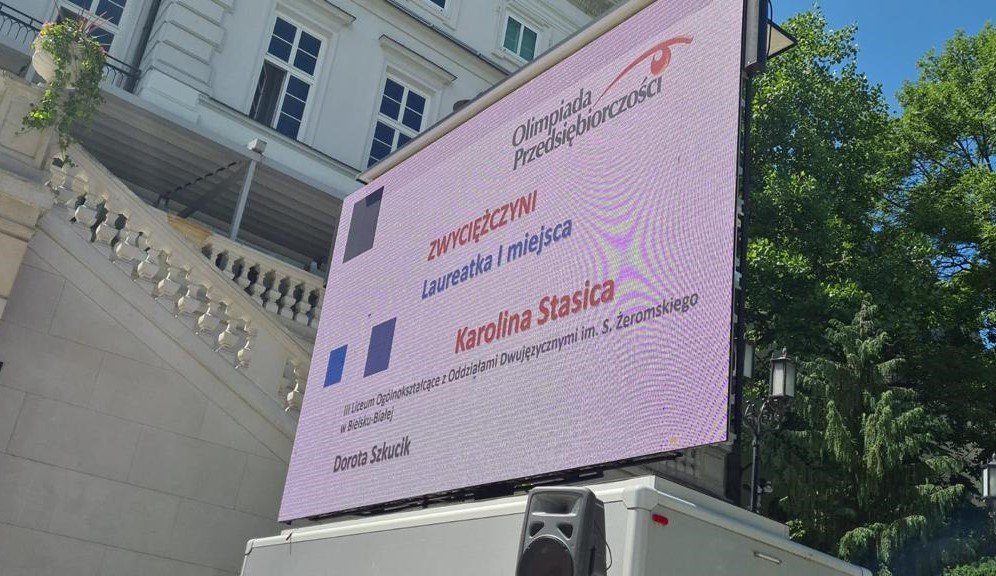 Olimpiada
Przedsiębiorczości
ZWYCIĘŻCZYNI
Laureatka I miejsca
Karolina Stasica
III Liceum Ogólnokształcące z Oddziałami Dwujęzycznymi im. S. Żeromskiego
w Bielsku-Białej
Dorota Szkucik